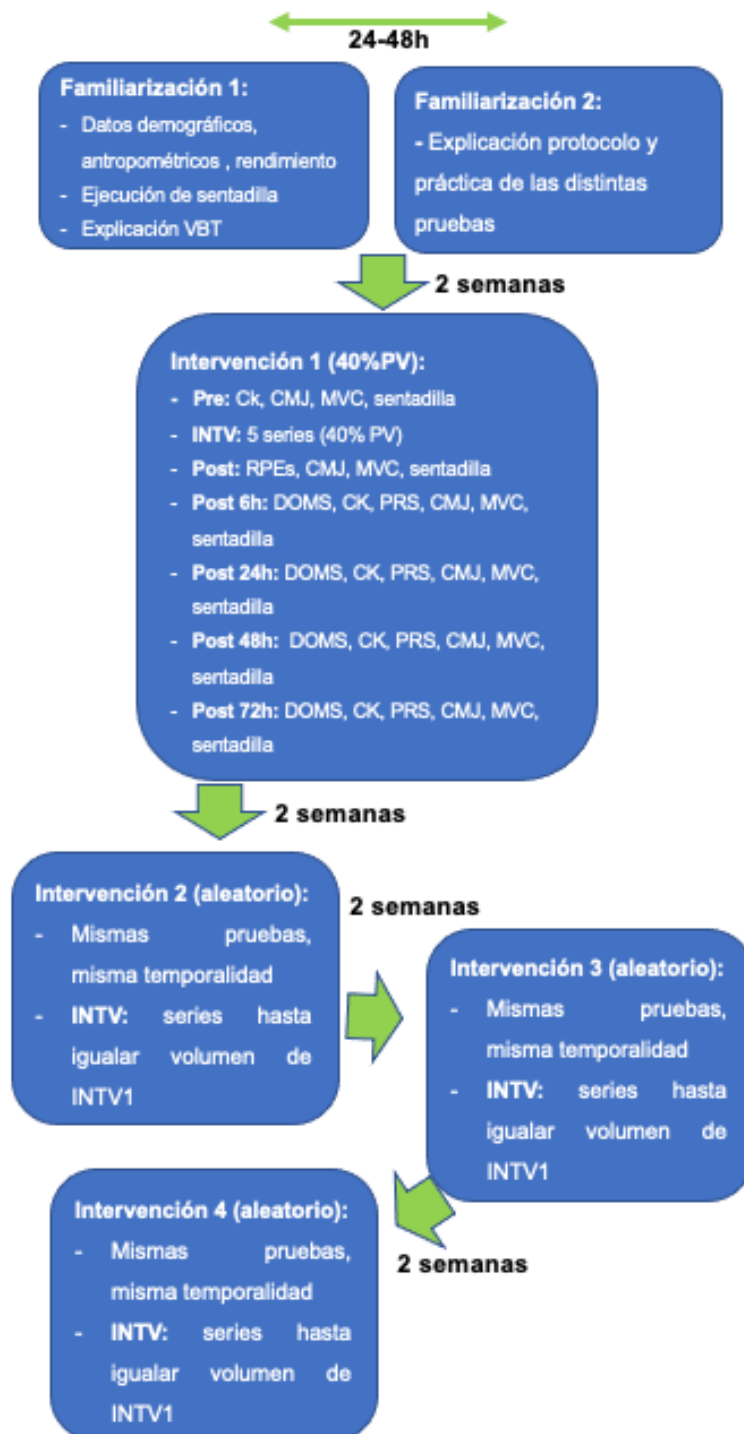 24-48h
Familiarización 1:
- Datos demográficos,
antropométricos , rendimiento
- Ejecución de sentadilla
- Explicación VBT
Familiarización 2:
- Explicación protocolo y
práctica de las distintas
pruebas
2 semanas
Intervención 1 (40%PV):
- Pre: Ck, CMJ, MVC, sentadilla
- INTV: 5 series (40% PV)
- Post: RPEs, CMJ, MVC, sentadilla
- Post 6h: DOMS, CK, PRS, CMJ, MVC,
sentadilla
- Post 24h: DOMS, CK, PRS, CMJ, MVC,
sentadilla
- Post 48h: DOMS, CK, PRS, CMJ, MVC,
sentadilla
- Post 72h: DOMS, CK, PRS, CMJ, MVC,
sentadilla
2 semanas
Intervención 2 (aleatorio):
- Mismas pruebas,
misma temporalidad
- INTV: series hasta
igualar volumen de
INTV1
2 semanas
Intervención 3 (aleatorio):
- Mismas pruebas,
misma temporalidad
- INTV: series hasta
igualar volumen de
INTV1
2 semanas
Intervención 4 (aleatorio):
- Mismas pruebas,
misma temporalidad
- INTV: series hasta
igualar volumen de
INTV1